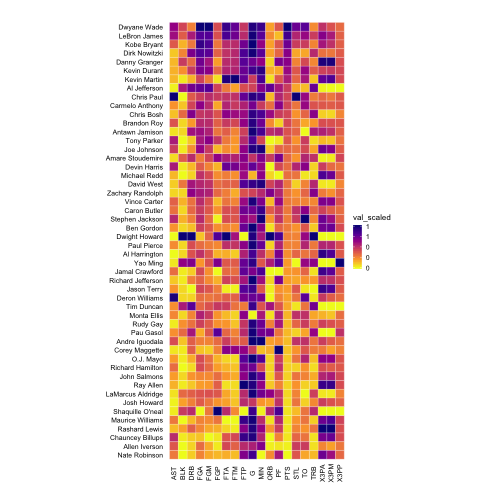 Dwyane Wade
LeBron James
Kobe Bryant
Dirk Nowitzki
Danny Granger
Kevin Durant
Kevin Martin
Al Jefferson
Chris Paul
Carmelo Anthony
Chris Bosh
Brandon Roy
Antawn Jamison
Tony Parker
Joe Johnson
Amare Stoudemire
Devin Harris
Michael Redd
David West
Zachary Randolph
Vince Carter
Caron Butler
Stephen Jackson
Ben Gordon
Dwight Howard
Paul Pierce
Al Harrington
Yao Ming
Jamal Crawford
Richard Jefferson
Jason Terry
Deron Williams
Tim Duncan
Monta Ellis
Rudy Gay
Pau Gasol
Andre Iguodala
Corey Maggette
O.J. Mayo
Richard Hamilton
John Salmons
Ray Allen
LaMarcus Aldridge
Josh Howard
Shaquille O'neal
Maurice Williams
Rashard Lewis
Chauncey Billups
Allen Iverson
Nate Robinson
AST BLK DRB FGA FGM FGP FTA FTM FTP G MIN ORB PF PTS STL TO TRB X3PA X3PM X3PP
val_scaled
1
1
0
0
0